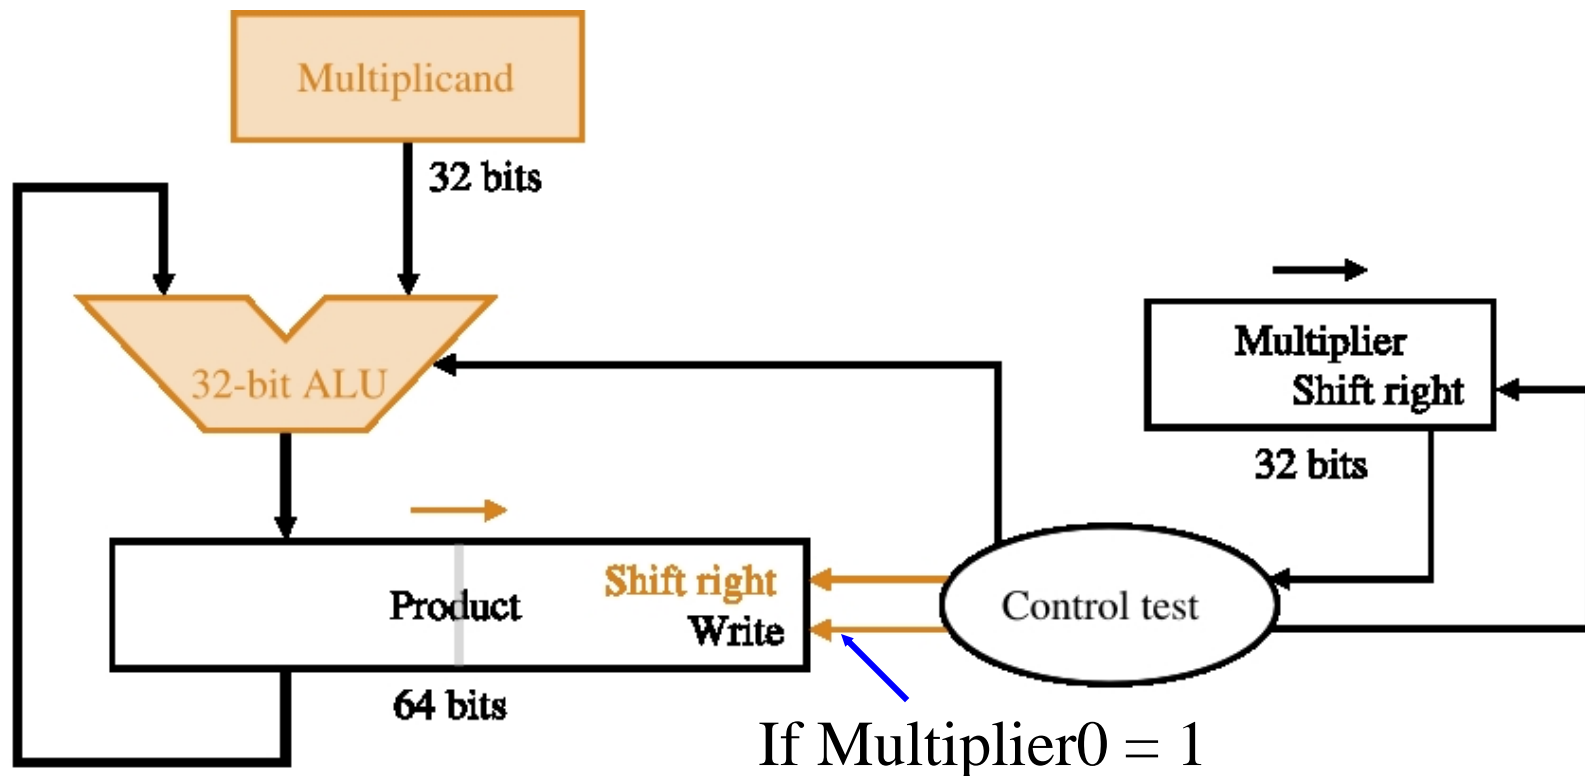 Multiplicand
32 bits
32-bit ALU
Multiplier
Shift right
32 bits
Product
Shift right
Write
Control test
64 bits
If Multiplier0 = 1